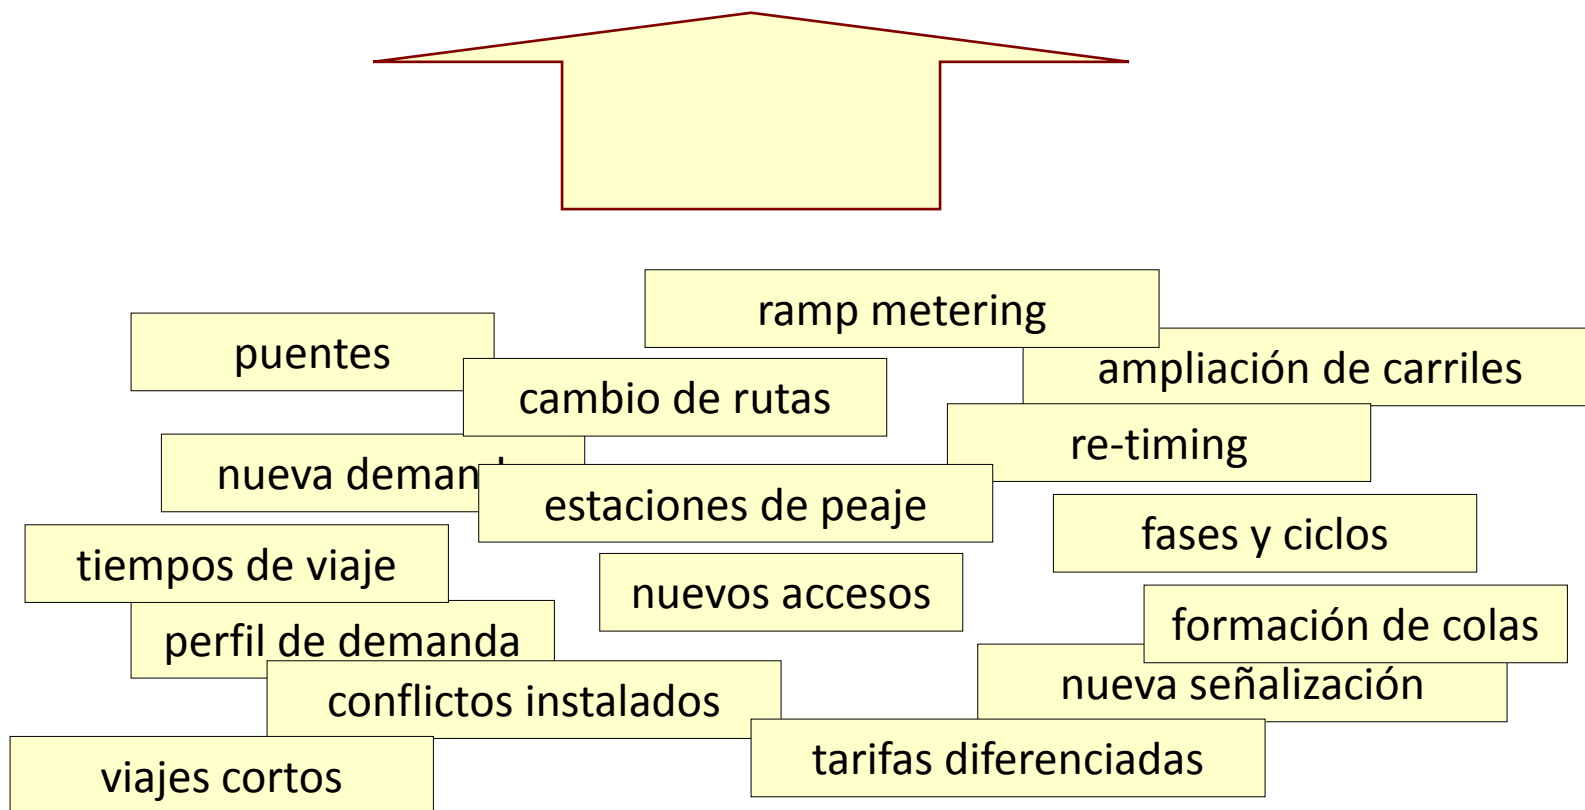 ramp metering
puentes
ampliación de carriles
cambio de rutas
re-timing
nueva deman
estaciones de peaje
fases y ciclos
tiempos de viaje
nuevos accesos
formación de colas
perfil de demanda
nueva señalización
conflictos instalados
tarifas diferenciadas
viajes cortos